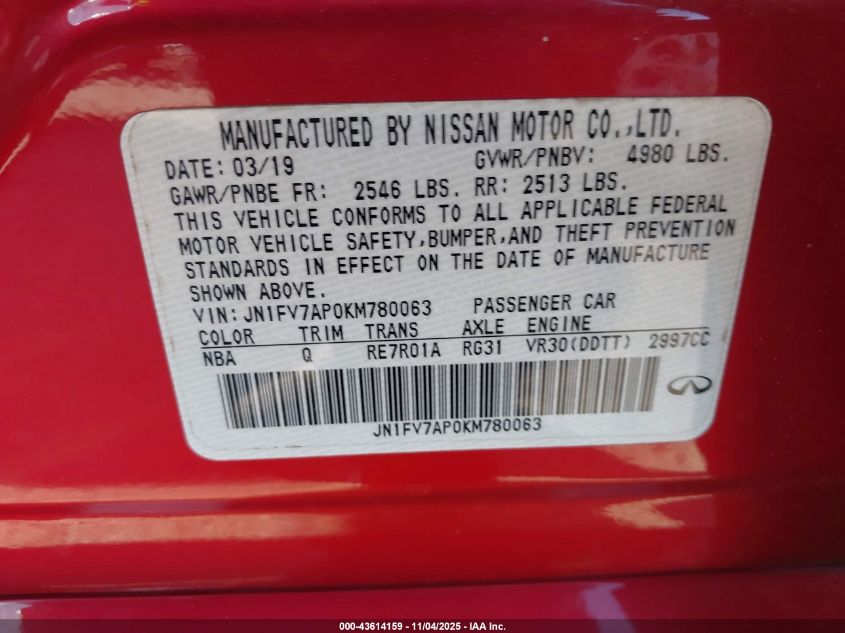 MANUFACTURED BY NISSAN MOTOR CO.,LTD.
DATE: 03/19 GVWR/PNBV: 4980 LBS.
GAWR/PNBE FR: 2546 LBS. RR: 2513 LBS.
THIS VEHICLE CONFORMS TO ALL APPLICABLE FEDERAL
MOTOR VEHICLE SAFETY,BUMPER,AND THEFT PREVENTION
STANDARDS IN EFFECT ON THE DATE OF MANUFACTURE
SHOWN ABOVE.
VIN: JN1FV7AP0KM780063 PASSENGER CAR
COLOR TRIM TRANS AXLE ENGINE
NBA Q RE7R01A RG31 VR30(DDTT) 2997CC
JN1FV7AP0KM780063
000-43614159 - 11/04/2025 - IAA Inc.